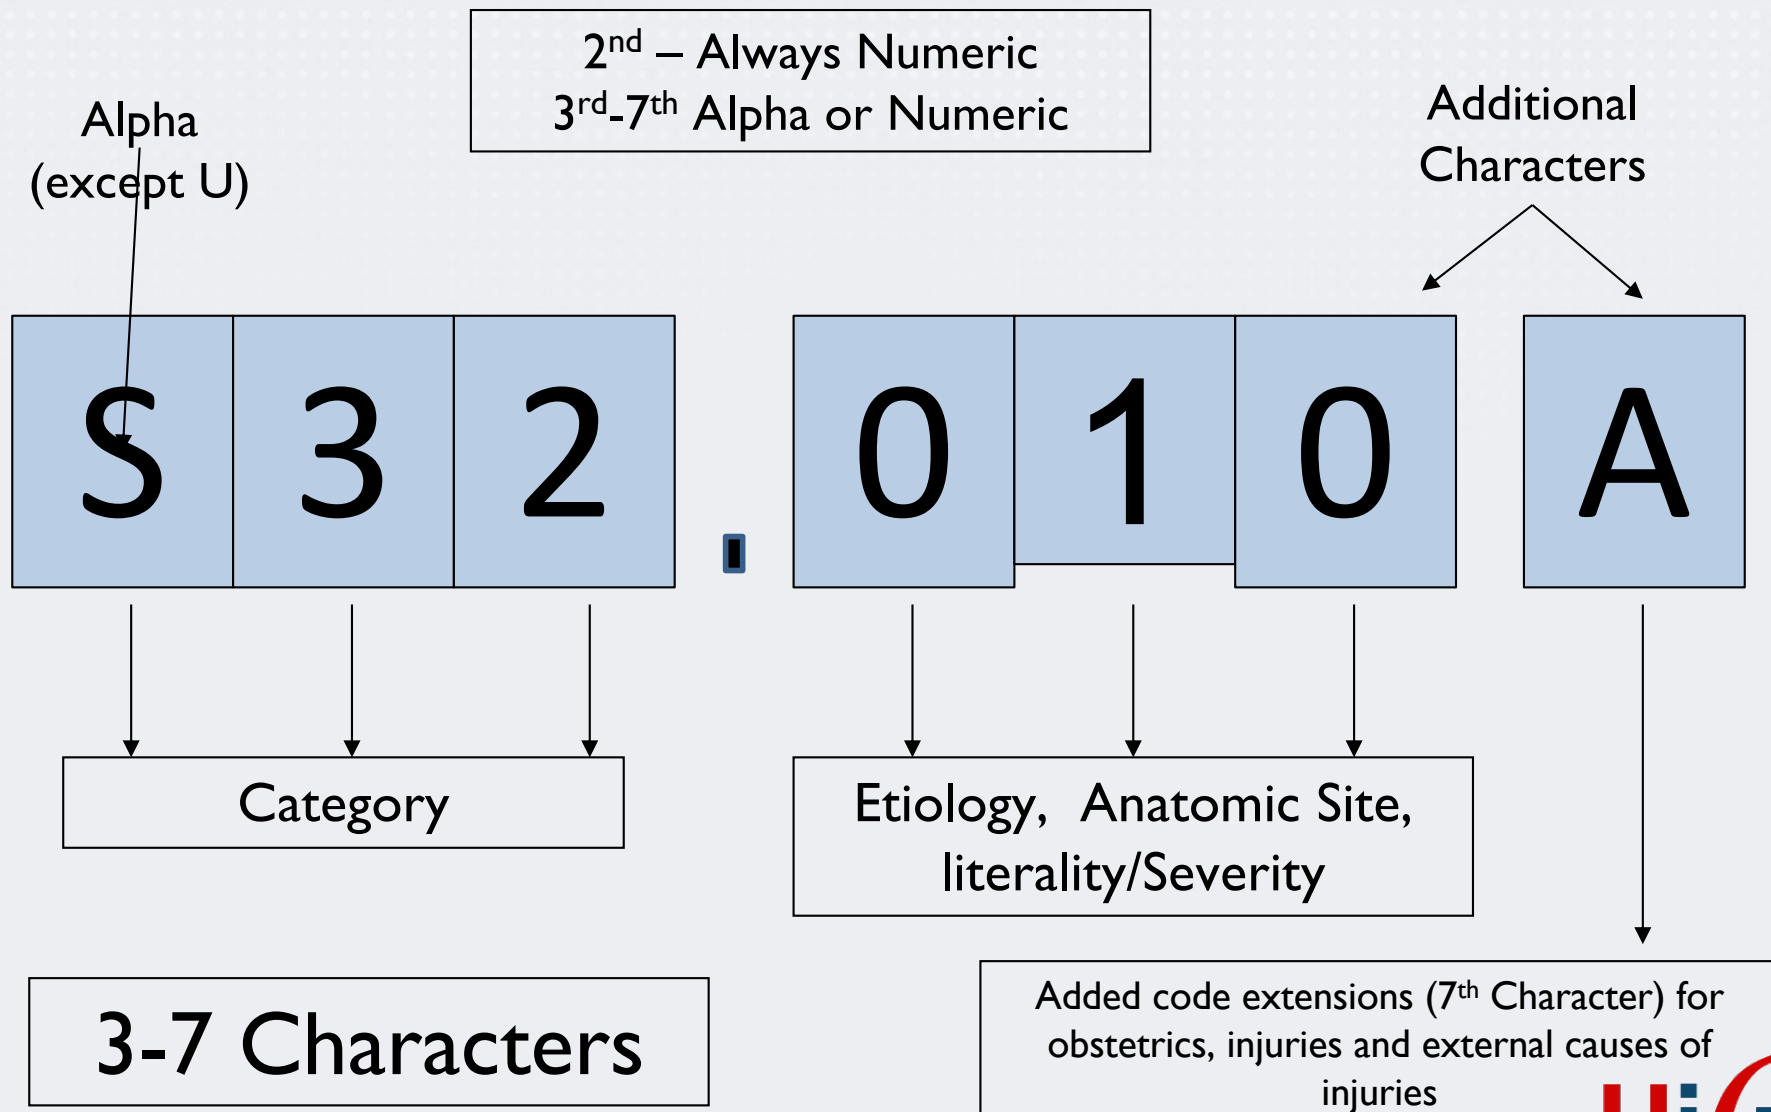 2nd – Always Numeric
3rd-7th Alpha or Numeric
Alpha
(except U)
Additional
Characters
S 3 2 . 0 1 0 A
Category
Etiology, Anatomic Site,
literality/Severity
3-7 Characters
Added code extensions (7th Character) for
obstetrics, injuries and external causes of
injuries